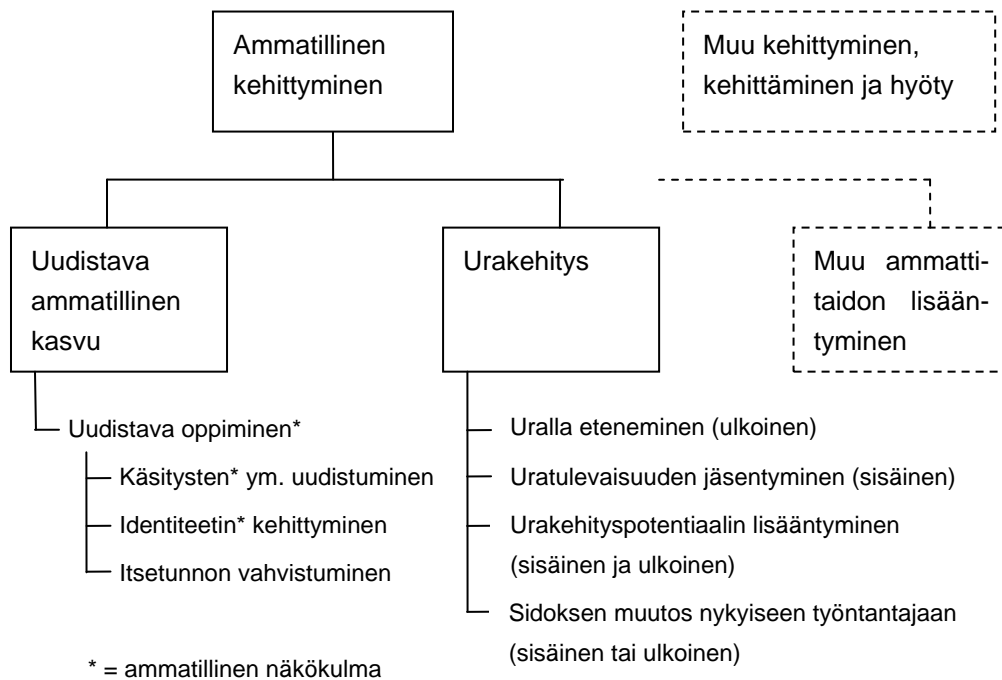 Ammatillinen
kehittyminen
Muu kehittyminen,
kehittäminen ja hyöty
Uudistava
ammatillinen
kasvu
Urakehitys
Muu ammatti-
taidon lisään-
tyminen
Uudistava oppiminen*
Käsitysten* ym. uudistuminen
Identiteetin* kehittyminen
Itsetunnon vahvistuminen
Uralla eteneminen (ulkoinen)
Uratulevaisuuden jäsentyminen (sisäinen)
Urakehityspotentiaalin lisääntyminen
(sisäinen ja ulkoinen)
Sidoksen muutos nykyiseen työntantajaan
(sisäinen tai ulkoinen)
* = ammatillinen näkökulma